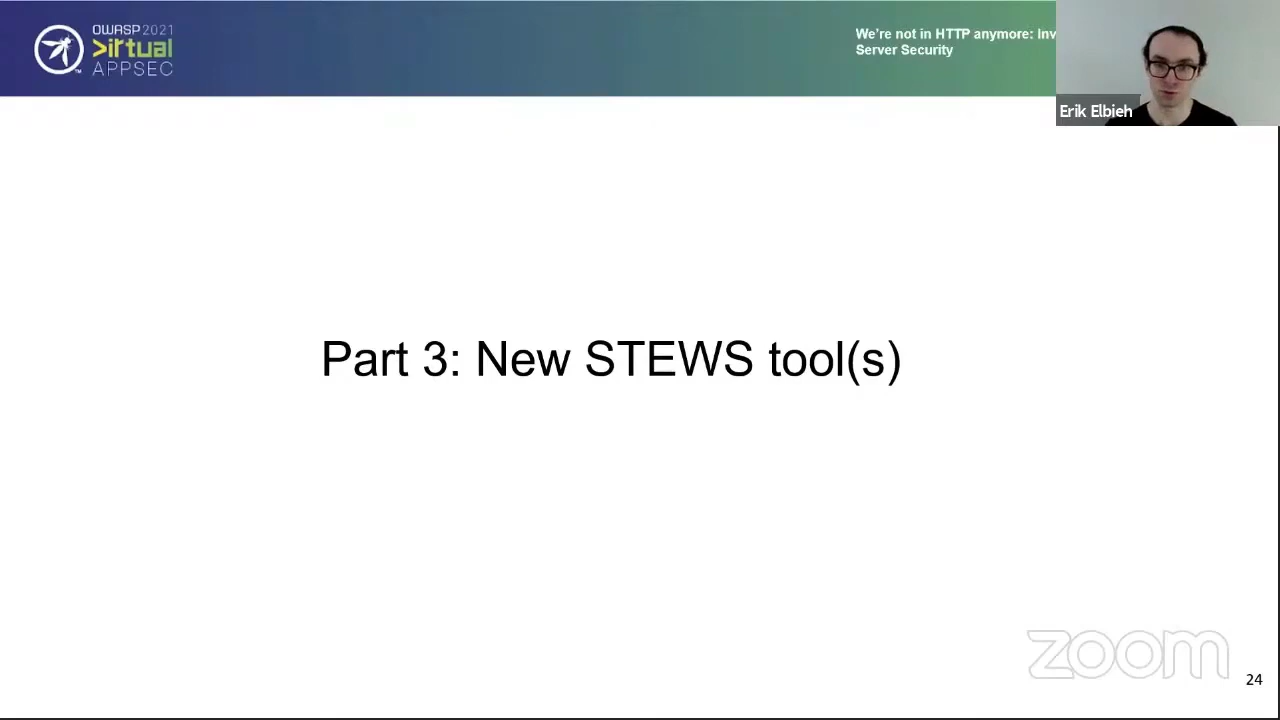 OWASP 2021
>irtual
APPSEC
TM
We're not in HTTP anymore: Inv
Server Security
Erik Elbieh
Part 3: New STEWS tool(s)
zoom
24